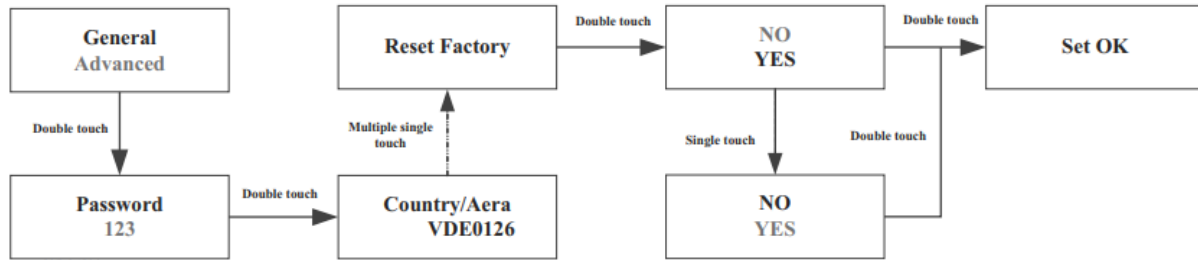 General
Advanced
Double touch
Password
123
Double touch
Country/Aera
VDE0126
Multiple single
touch
Reset Factory
Double touch
NO
YES
Single touch
NO
YES
Double touch
Double touch
Set OK